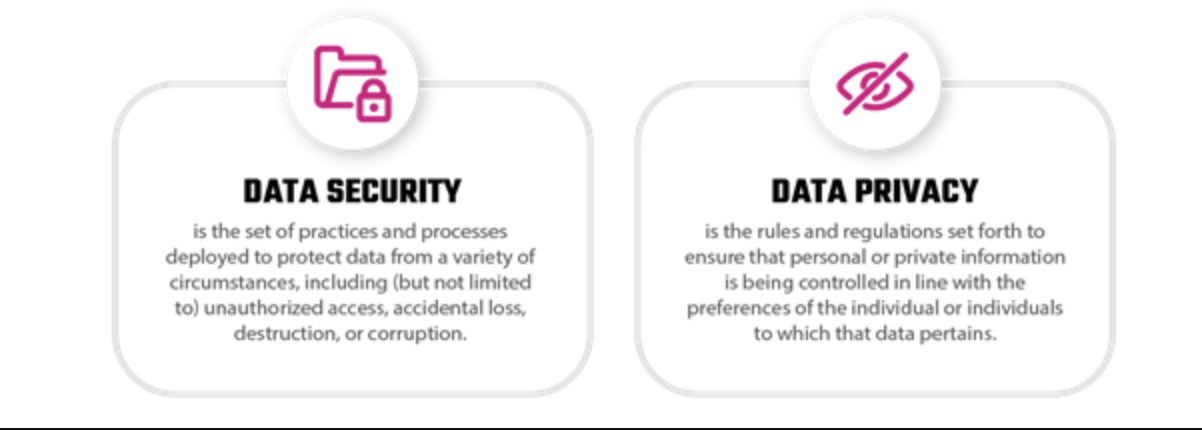 DATA SECURITY
is the set of practices and processes
deployed to protect data from a variety of
circumstances, including (but not limited
to) unauthorized access, accidental loss,
destruction, or corruption.
DATA PRIVACY
is the rules and regulations set forth to
ensure that personal or private information
is being controlled in line with the
preferences of the individual or individuals
to which that data pertains.